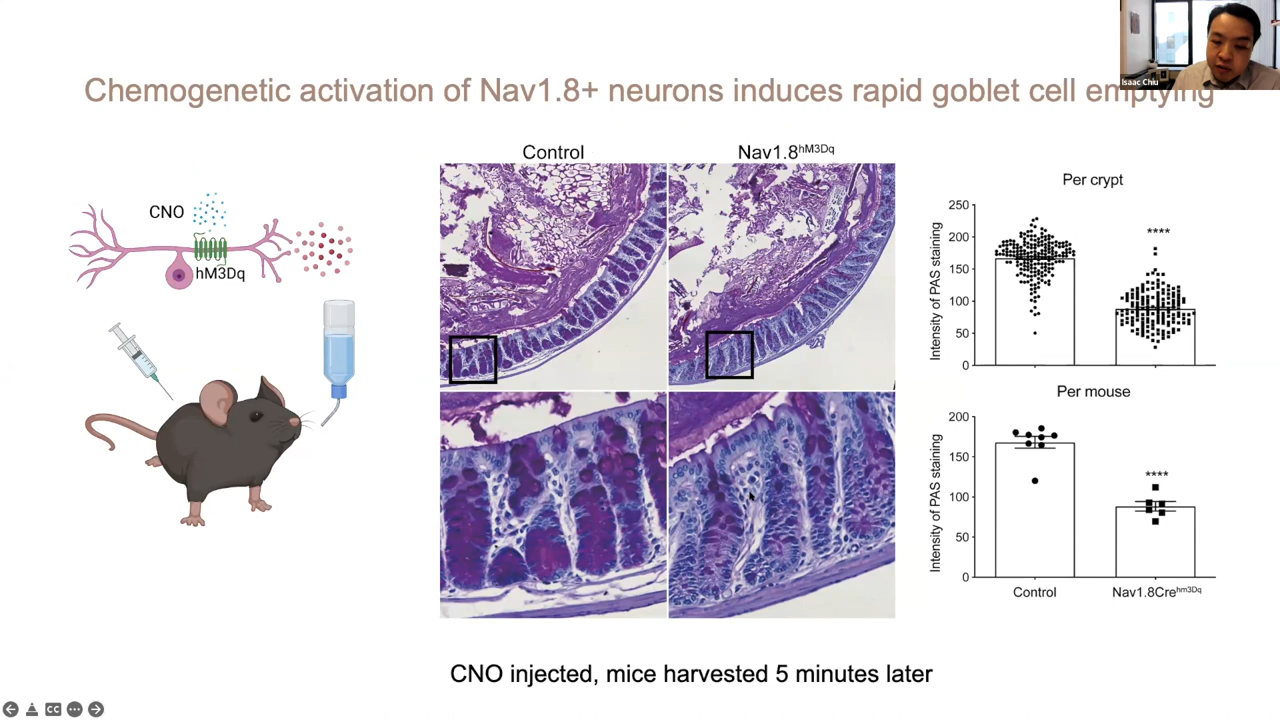 Isaac Chiu
Chemogenetic activation of Nav1.8+ neurons induces rapid goblet cell emptying
CNO
hM3Dq
Control
Nav1.8hM3Dq
Per crypt
Intensity of PAS staining
250
200
150
100
50
0
****
Per mouse
Intensity of PAS staining
200
150
100
50
0
****
Control
Nav1.8Crehm3Dq
CNO injected, mice harvested 5 minutes later
CC